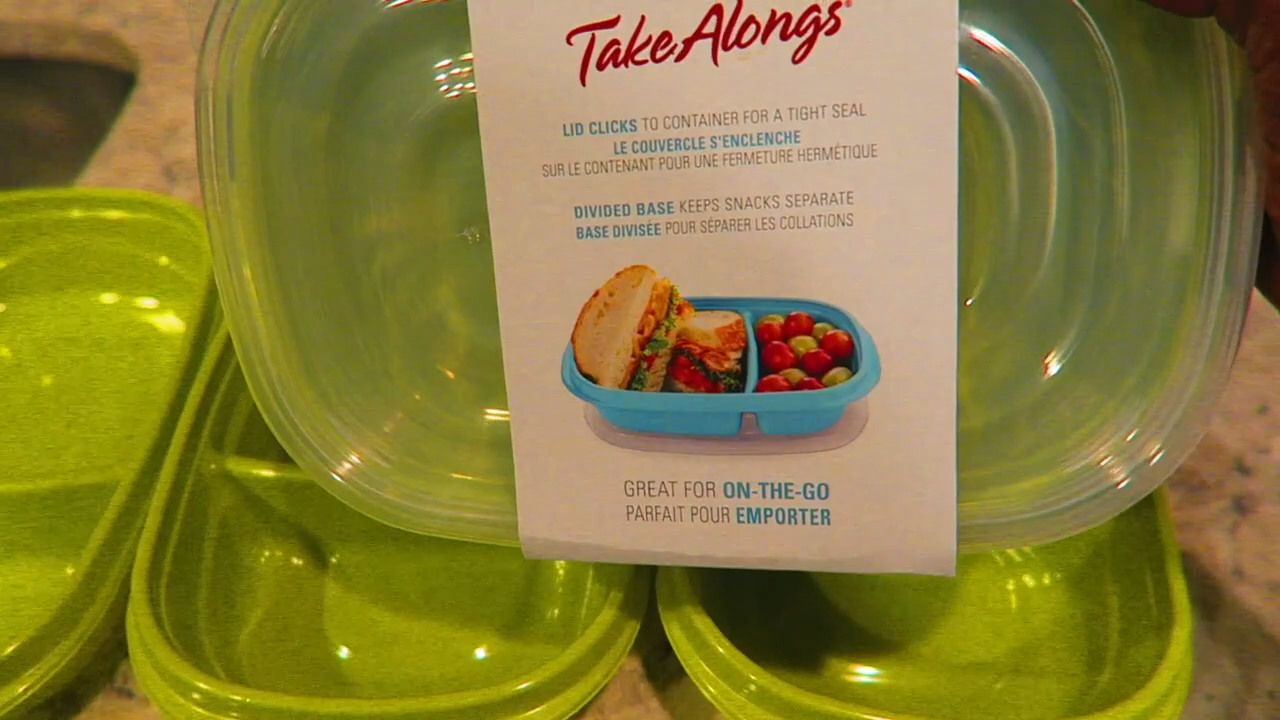 TakeAlongs®
LID CLICKS TO CONTAINER FOR A TIGHT SEAL
LE COUVERCLE S'ENCLENCHE
SUR LE CONTENANT POUR UNE FERMETURE HERMÉTIQUE
DIVIDED BASE KEEPS SNACKS SEPARATE
BASE DIVISÉE POUR SÉPARER LES COLLATIONS
GREAT FOR ON-THE-GO
PARFAIT POUR EMPORTER